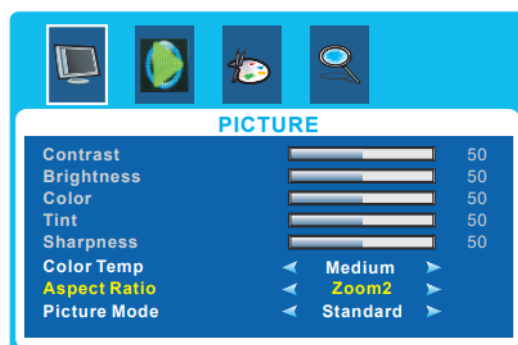 PICTURE
Contrast 50
Brightness 50
Color 50
Tint 50
Sharpness 50
Color Temp Medium
Aspect Ratio Zoom2
Picture Mode Standard